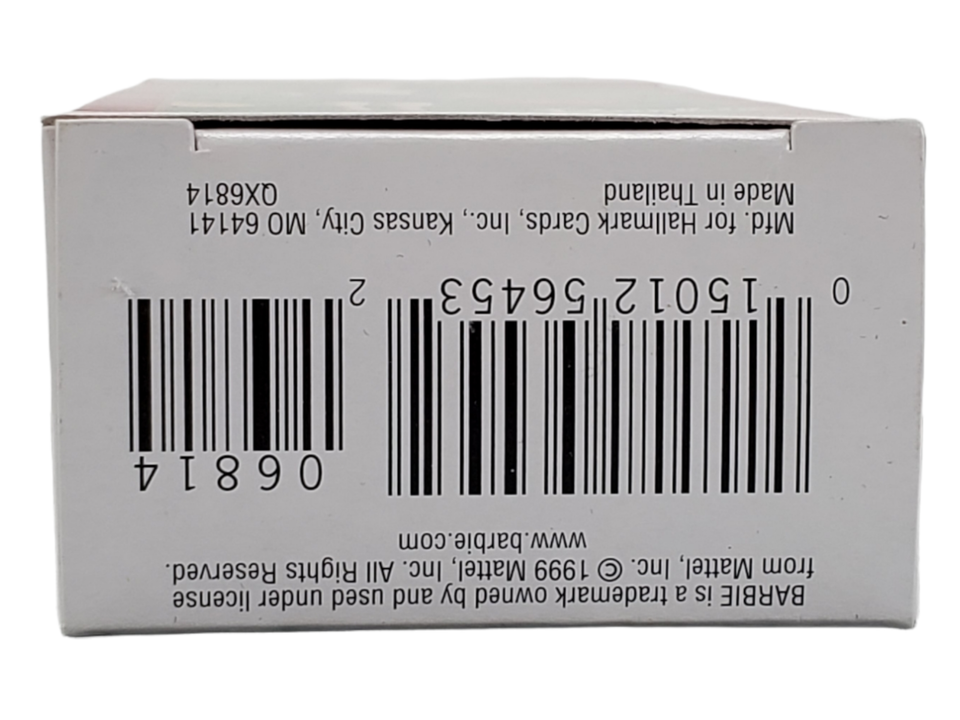 BARBIE is a trademark owned by and used under license
from Mattel, Inc. © 1999 Mattel, Inc. All Rights Reserved.
www.barbie.com
06814
0 15012 56453 2
Mfd. for Hallmark Cards, Inc., Kansas City, MO 64141
Made in Thailand QX6814